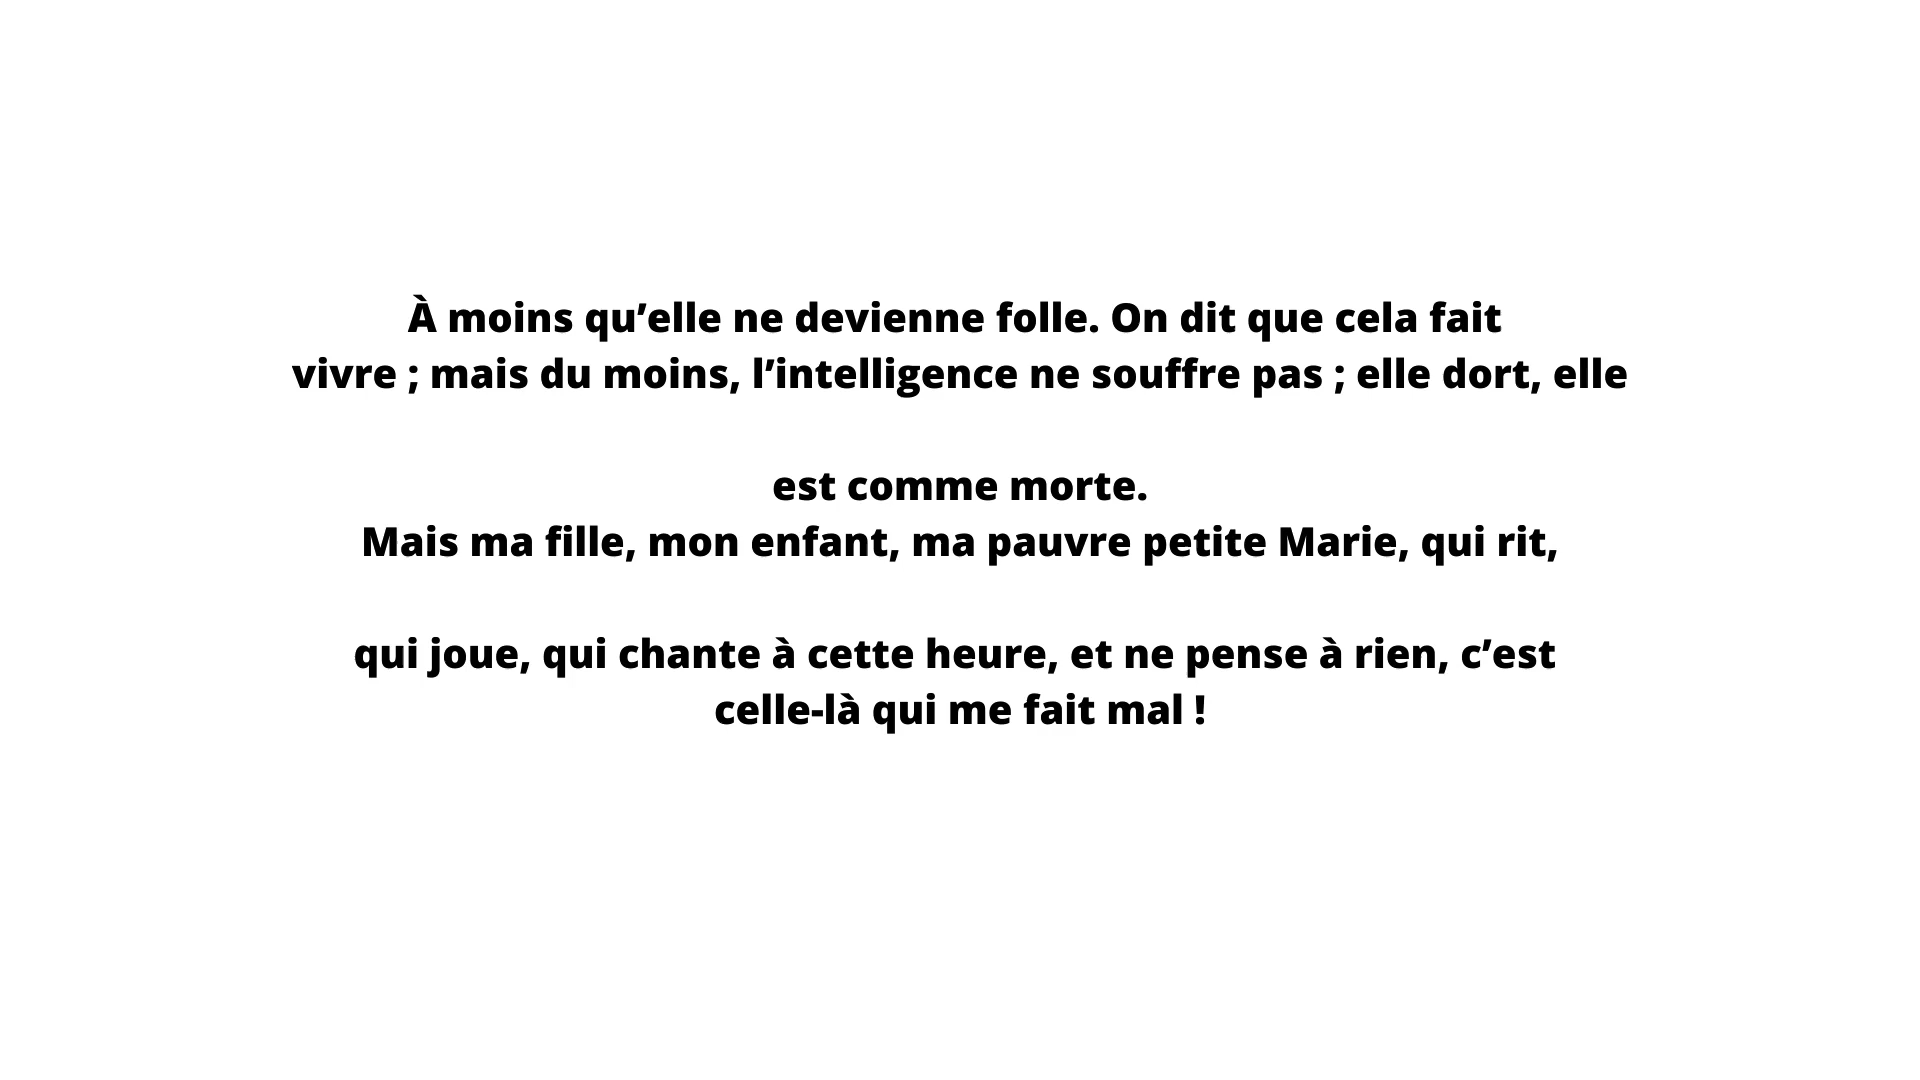 À moins qu’elle ne devienne folle. On dit que cela fait
vivre ; mais du moins, l’intelligence ne souffre pas ; elle dort, elle
est comme morte.
Mais ma fille, mon enfant, ma pauvre petite Marie, qui rit,
qui joue, qui chante à cette heure, et ne pense à rien, c’est
celle-là qui me fait mal !